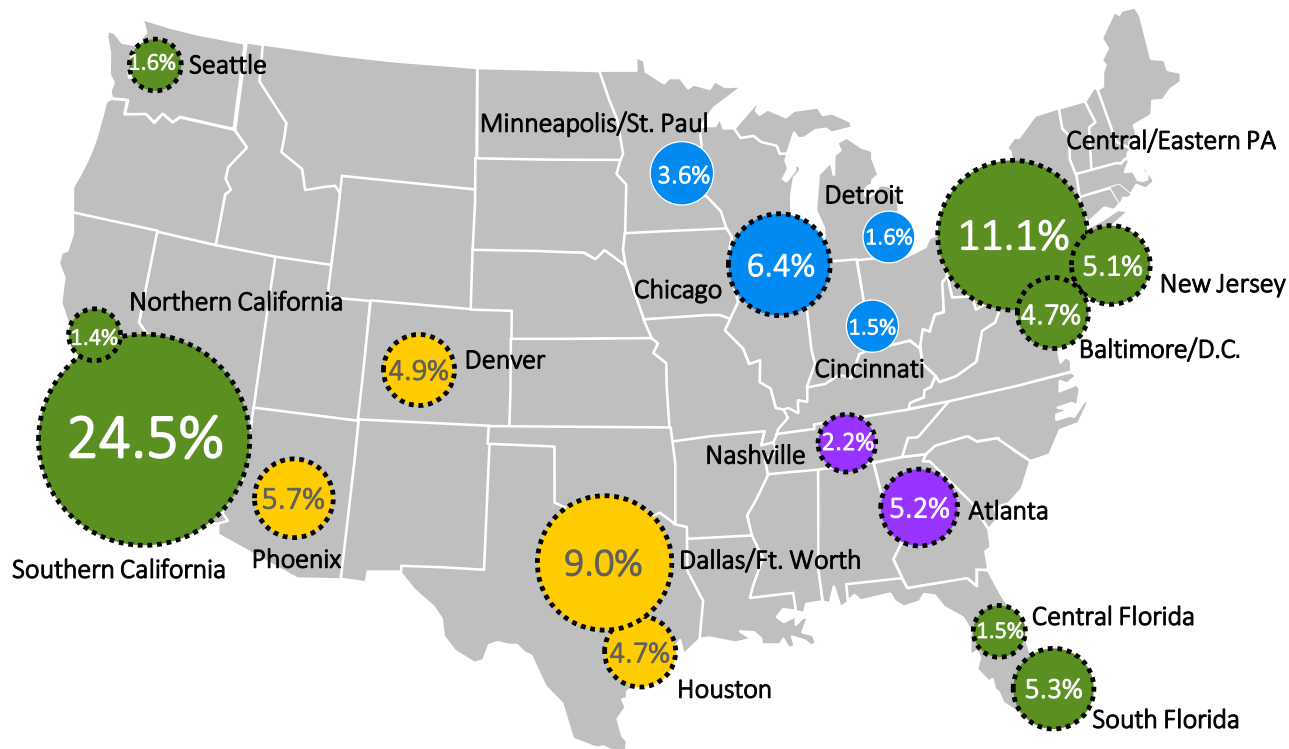 1.6%
Seattle
Minneapolis/St. Paul
3.6%
Central/Eastern PA
11.1%
Detroit
1.6%
6.4%
Chicago
5.1%
New Jersey
4.7%
Baltimore/D.C.
1.5%
Cincinnati
Northern California
1.4%
4.9%
Denver
24.5%
Southern California
5.7%
Phoenix
Nashville
2.2%
5.2%
Atlanta
9.0%
Dallas/Ft. Worth
4.7%
Houston
1.5%
Central Florida
5.3%
South Florida